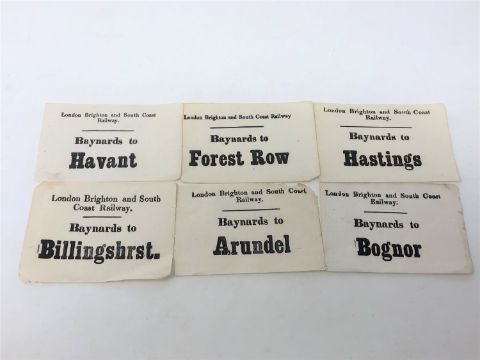 London Brighton and South Coast
Railway.
Baynards to
Havant
London Brighton and South Coast Railway
Baynards to
Forest Row
London Brighton and South Coast
Railway.
Baynards to
Hastings
London Brighton and South
Coast Railway.
Baynards to
Billingshrst.
London Brighton and South Coast
Railway.
Baynards to
Arundel
London Brighton and South Coast
Railway.
Baynards to
Bognor